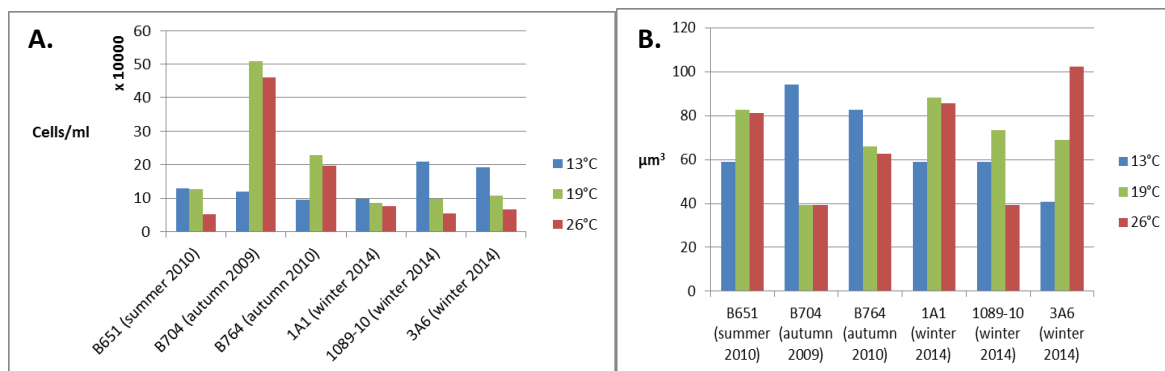 A.
x 10000
Cells/ml
60
50
40
30
20
10
0
B651 (summer 2010)
B704 (autumn 2009)
B764 (autumn 2010)
1A1 (winter 2014)
1089-10 (winter 2014)
3A6 (winter 2014)
13°C
19°C
26°C
B.
µm³
120
100
80
60
40
20
0
B651
(summer
2010)
B704
(autumn
2009)
B764
(autumn
2010)
1A1
(winter
2014)
1089-10
(winter
2014)
3A6
(winter
2014)
13°C
19°C
26°C